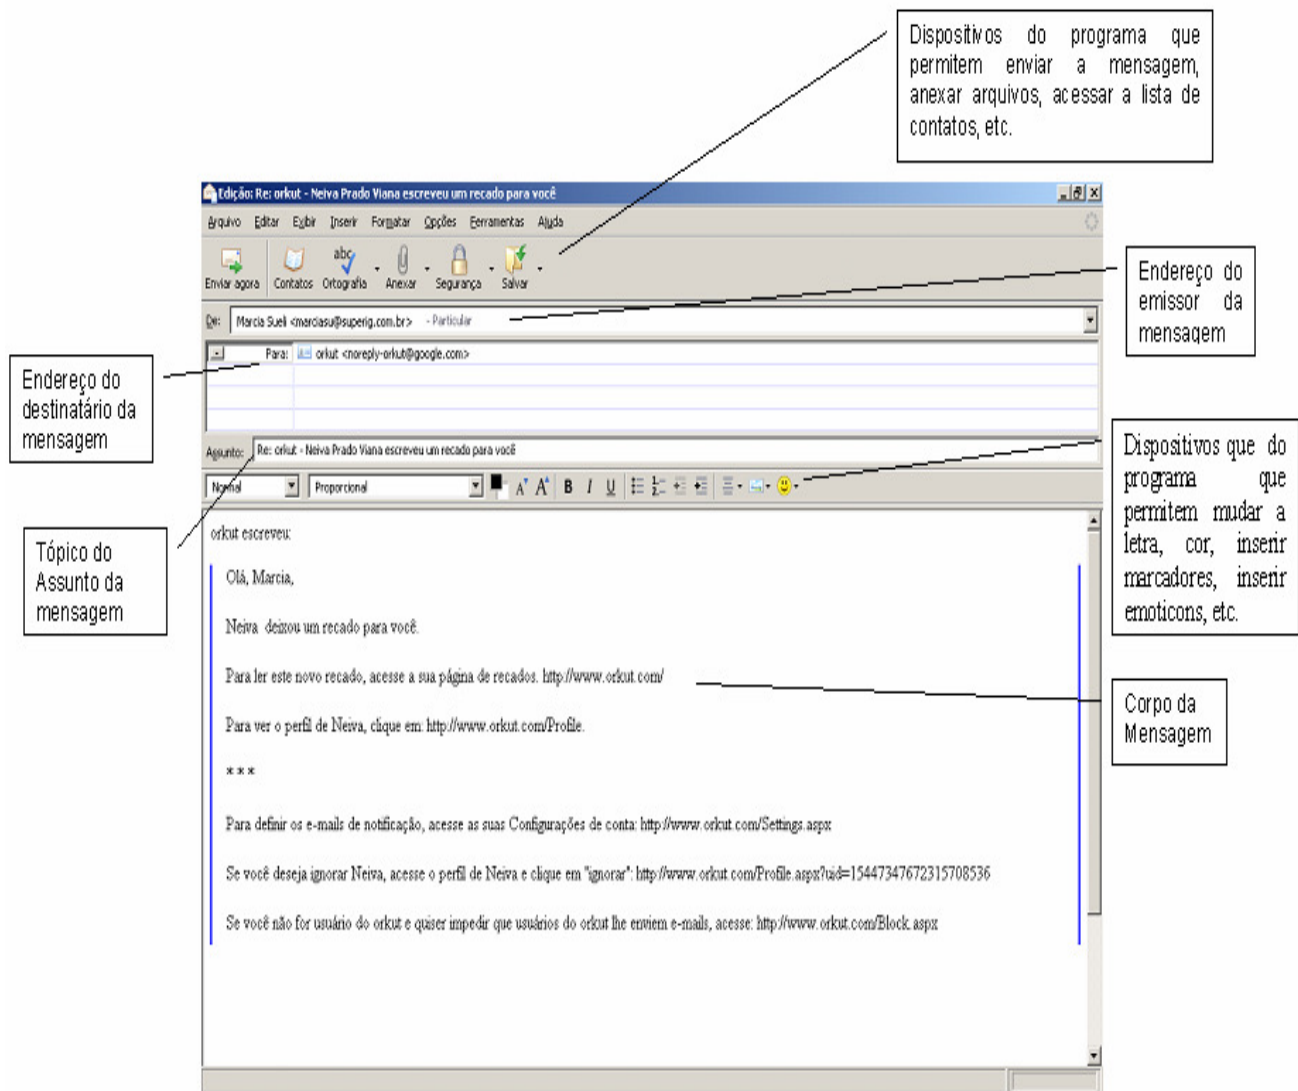 Dispositivos do programa que
permitem enviar a mensagem,
anexar arquivos, acessar a lista de
contatos, etc.
Edição: Re: orkut - Neiva Prado Viana escreveu um recado para você
Arquivo Editar Exibir Inserir Formatar Opções Ferramentas Ajuda
abc
Enviar agora Contatos Ortografia Anexar Segurança Salvar
Endereço do
emissor da
mensagem
De: Marcia Sueli <marciasu@superig.com.br> - Particular
Para: orkut <noreply-orkut@google.com>
Endereço do
destinatário da
mensagem
Assunto: Re: orkut - Neiva Prado Viana escreveu um recado para você
Normal Proporcional A A B I U
Dispositivos que do
programa que
permitem mudar a
letra, cor, inserir
marcadores, inserir
emoticons, etc.
Tópico do
Assunto da
mensagem
orkut escreveu:
Olá, Marcia,
Neiva deixou um recado para você.
Para ler este novo recado, acesse a sua página de recados. http://www.orkut.com/
Corpo da
Mensagem
Para ver o perfil de Neiva, clique em: http://www.orkut.com/Profile.
* * *
Para definir os e-mails de notificação, acesse as suas Configurações de conta: http://www.orkut.com/Settings.aspx
Se você deseja ignorar Neiva, acesse o perfil de Neiva e clique em "ignorar": http://www.orkut.com/Profile.aspx?uid=15447347672315708536
Se você não for usuário do orkut e quiser impedir que usuários do orkut lhe enviem e-mails, acesse: http://www.orkut.com/Block.aspx